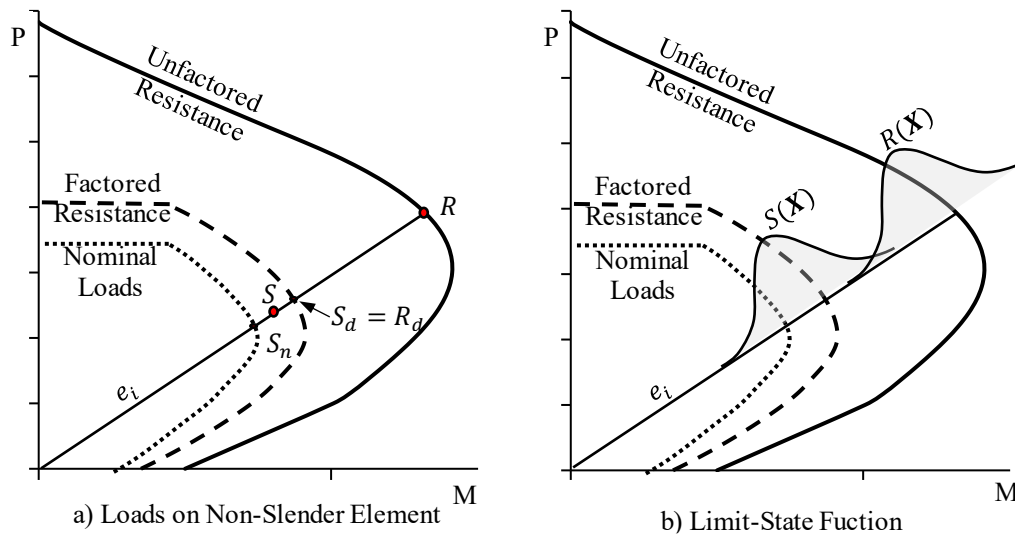 P
Unfactored
Resistance
Factored
Resistance
Nominal
Loads
R
S
S_d = R_d
S_n
e_i
M
a) Loads on Non-Slender Element
P
Unfactored
Resistance
R(X)
Factored
Resistance
S(X)
Nominal
Loads
e_i
M
b) Limit-State Fuction